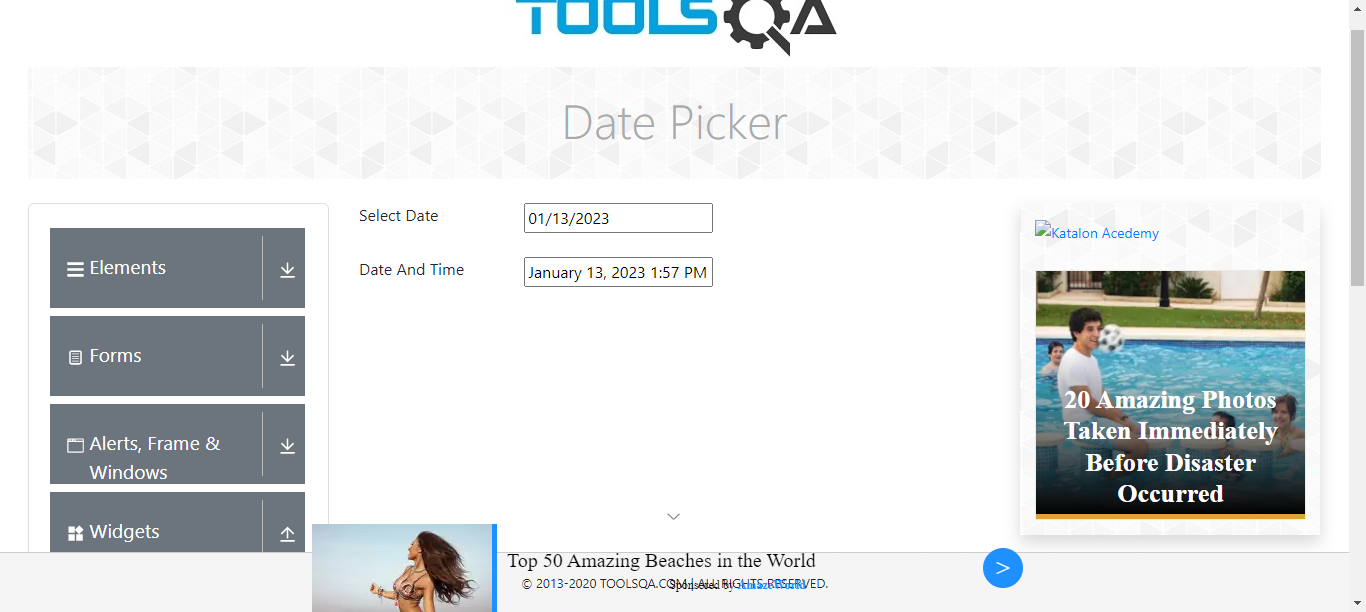 TOOLSQA
Date Picker
Select Date
01/13/2023
Date And Time
January 13, 2023 1:57 PM
Elements
Forms
Alerts, Frame &
Windows
Widgets
Katalon Acedemy
20 Amazing Photos
Taken Immediately
Before Disaster
Occurred
Top 50 Amazing Beaches in the World
>
© 2013-2020 TOOLSQA.COM | ALL RIGHTS RESERVED.
Sponsered by